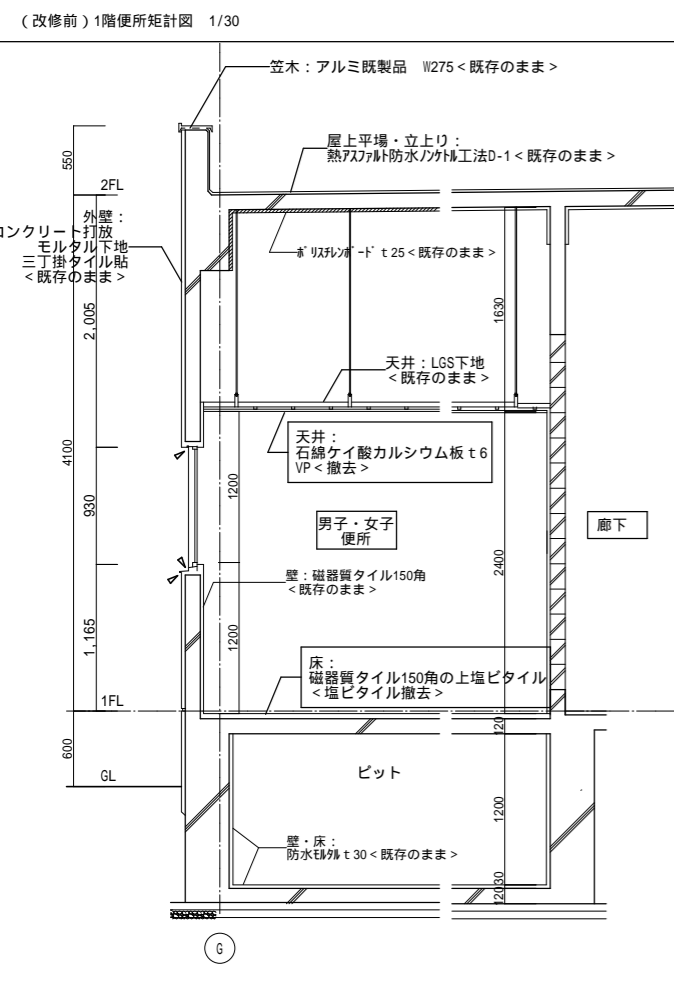 (改修前)1階便所矩計図 1/30
笠木：アルミ既製品 W275<既存のまま>
屋上平場・立上り：
熱ｱｽﾌｧﾙﾄ防水ﾉﾝｹﾄﾙ工法D-1<既存のまま>
550
2FL
外壁：
コンクリート打放
モルタル下地
三丁掛タイル貼
<既存のまま>
ﾎﾟﾘｽﾁﾚﾝﾎﾞｰﾄﾞ t25<既存のまま>
2,005
1630
天井：LGS下地
<既存のまま>
天井：
石綿ケイ酸カルシウム板 t6
VP<撤去>
4100
930
1200
男子・女子
便所
廊下
2400
壁：磁器質タイル150角
<既存のまま>
1,165
1200
床：
磁器質タイル150角の上塩ビタイル
<塩ビタイル撤去>
1FL
120
600
GL
ピット
1200
壁・床：
防水ﾓﾙﾀﾙ t30<既存のまま>
12030
G